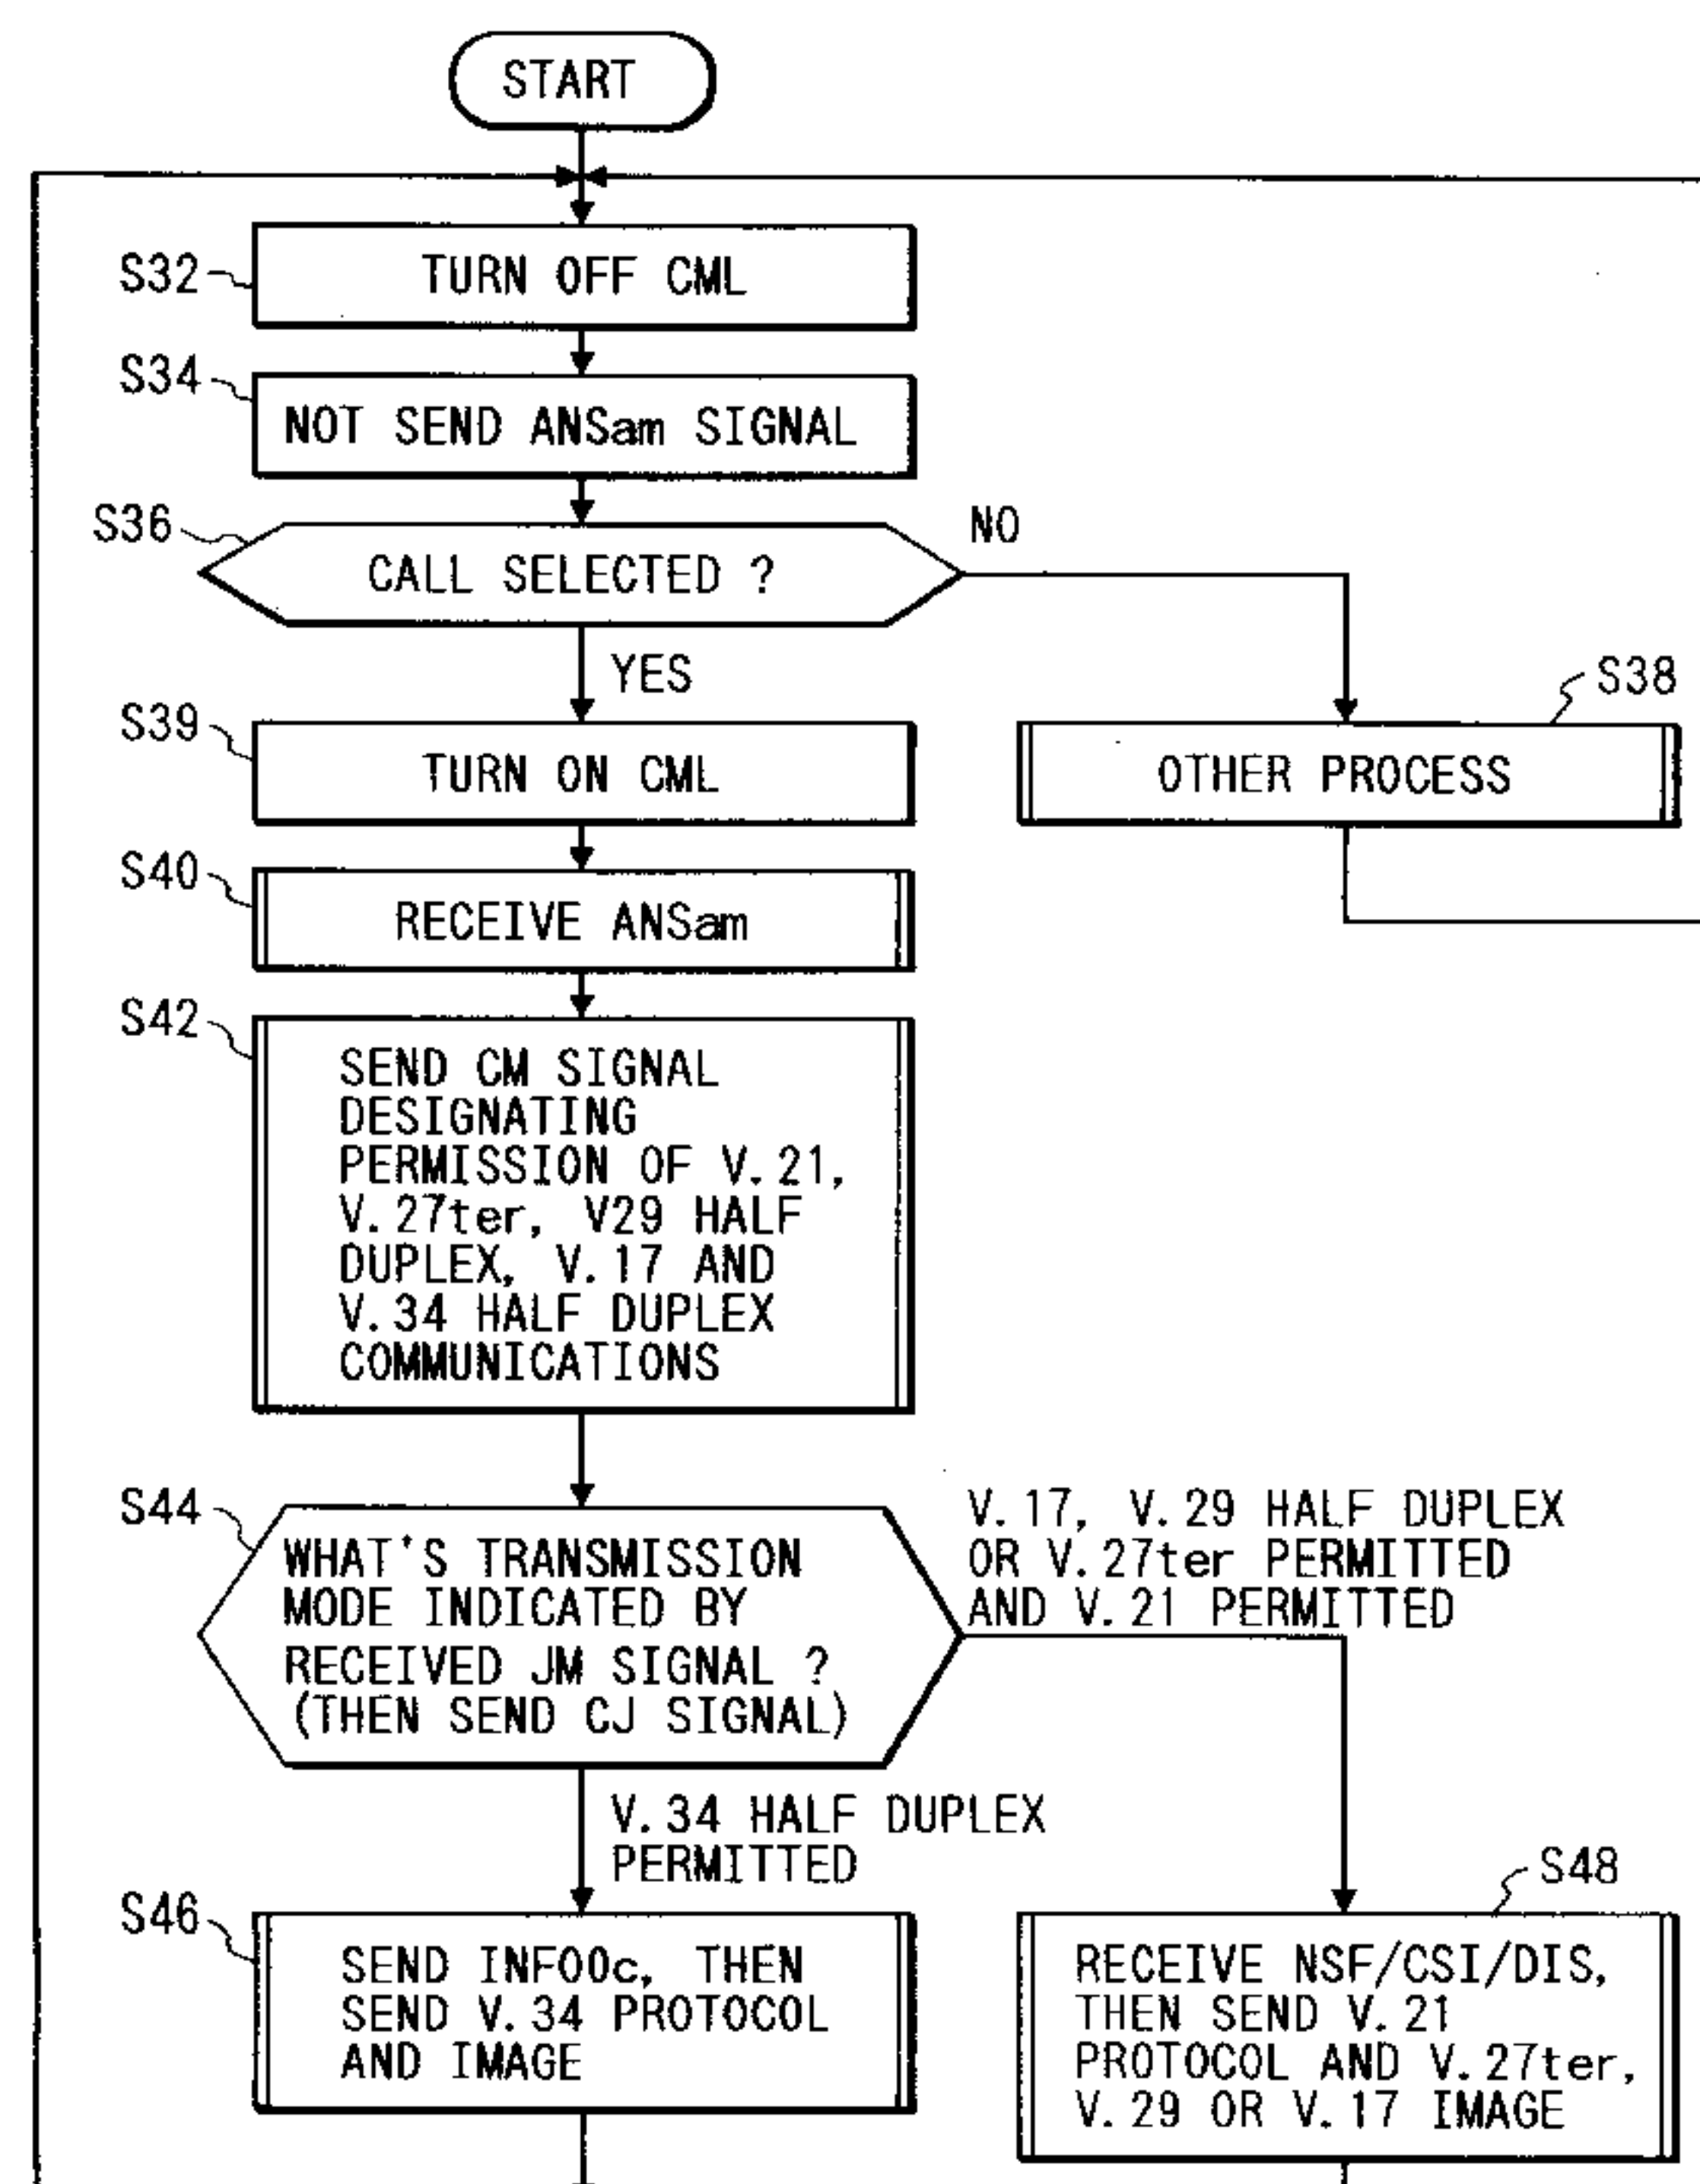 START
S32
TURN OFF CML
S34
NOT SEND ANSam SIGNAL
S36
CALL SELECTED ?
NO
YES
S38
S39
TURN ON CML
OTHER PROCESS
S40
RECEIVE ANSam
S42
SEND CM SIGNAL
DESIGNATING
PERMISSION OF V.21,
V.27ter, V29 HALF
DUPLEX, V.17 AND
V.34 HALF DUPLEX
COMMUNICATIONS
S44
WHAT'S TRANSMISSION
MODE INDICATED BY
RECEIVED JM SIGNAL ?
(THEN SEND CJ SIGNAL)
V.17, V.29 HALF DUPLEX
OR V.27ter PERMITTED
AND V.21 PERMITTED
V.34 HALF DUPLEX
PERMITTED
S46
SEND INFO0c, THEN
SEND V.34 PROTOCOL
AND IMAGE
S48
RECEIVE NSF/CSI/DIS,
THEN SEND V.21
PROTOCOL AND V.27ter,
V.29 OR V.17 IMAGE